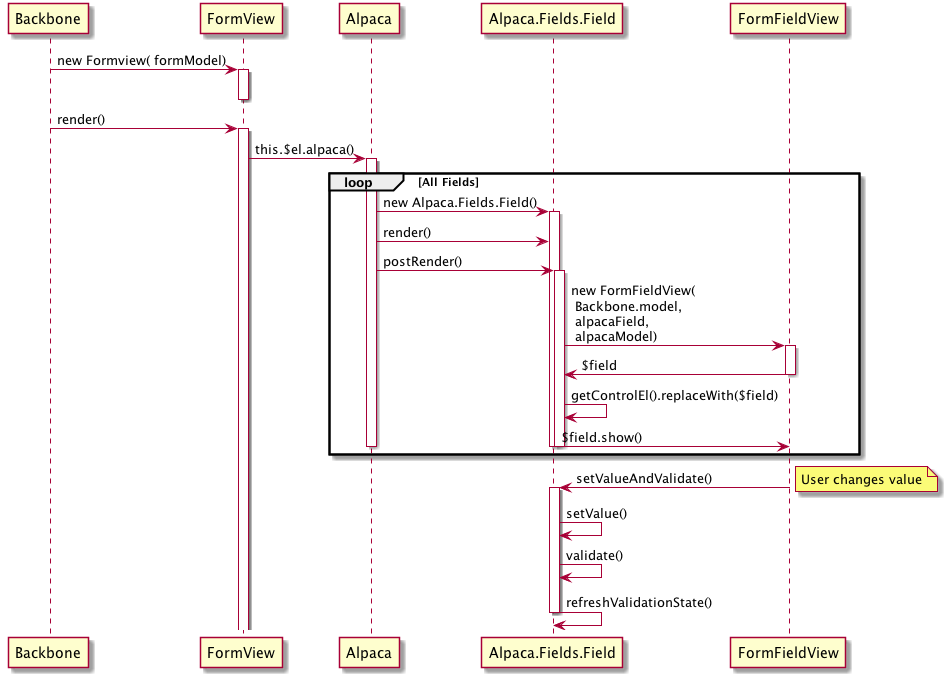 Backbone
FormView
Alpaca
Alpaca.Fields.Field
FormFieldView
new Formview( formModel)
render()
this.$el.alpaca()
loop
[All Fields]
new Alpaca.Fields.Field()
render()
postRender()
new FormFieldView(
Backbone.model,
alpacaField,
alpacaModel)
$field
getControlEl().replaceWith($field)
$field.show()
setValueAndValidate()
User changes value
setValue()
validate()
refreshValidationState()
Backbone
FormView
Alpaca
Alpaca.Fields.Field
FormFieldView